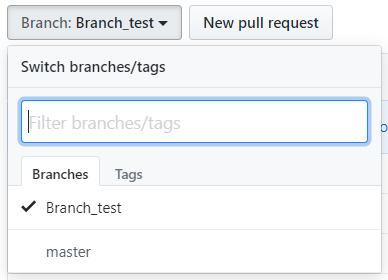 Branch: Branch_test New pull request
Switch branches/tags
Filter branches/tags
Branches Tags
Branch_test
master